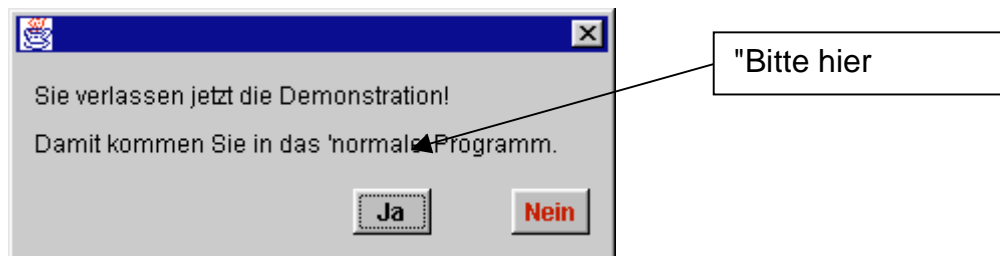 Sie verlassen jetzt die Demonstration!
Damit kommen Sie in das 'normale' Programm.
Ja
Nein
"Bitte hier